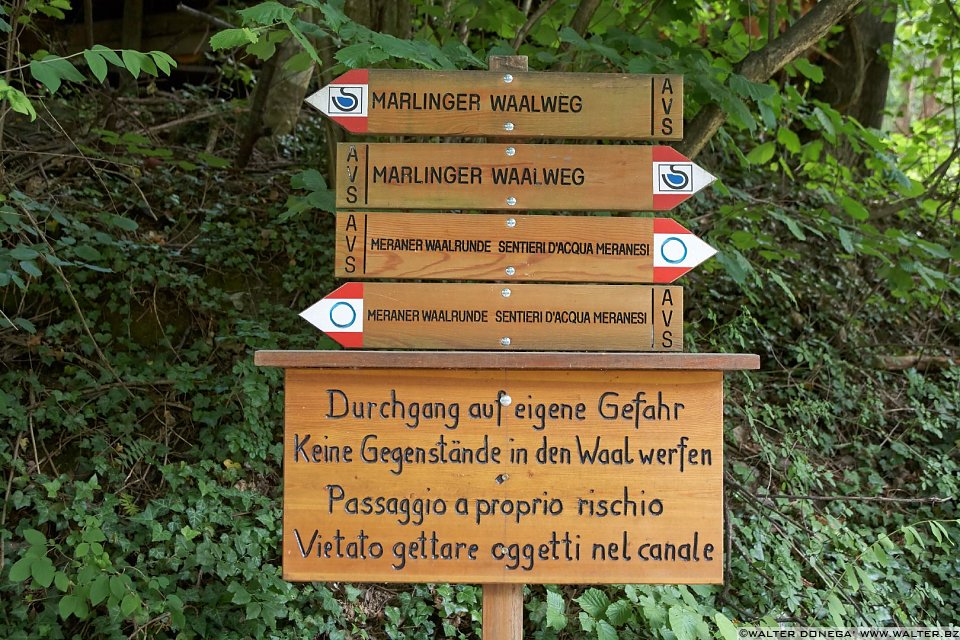 MARLINGER WAALWEG AVS
AVS MARLINGER WAALWEG
AVS MERANER WAALRUNDE SENTIERI D'ACQUA MERANESI
MERANER WAALRUNDE SENTIERI D'ACQUA MERANESI AVS
Durchgang auf eigene Gefahr
Keine Gegenstände in den Waal werfen
Passaggio a proprio rischio
Vietato gettare oggetti nel canale
©WALTER DONEGÀ WWW.WALTER.BZ